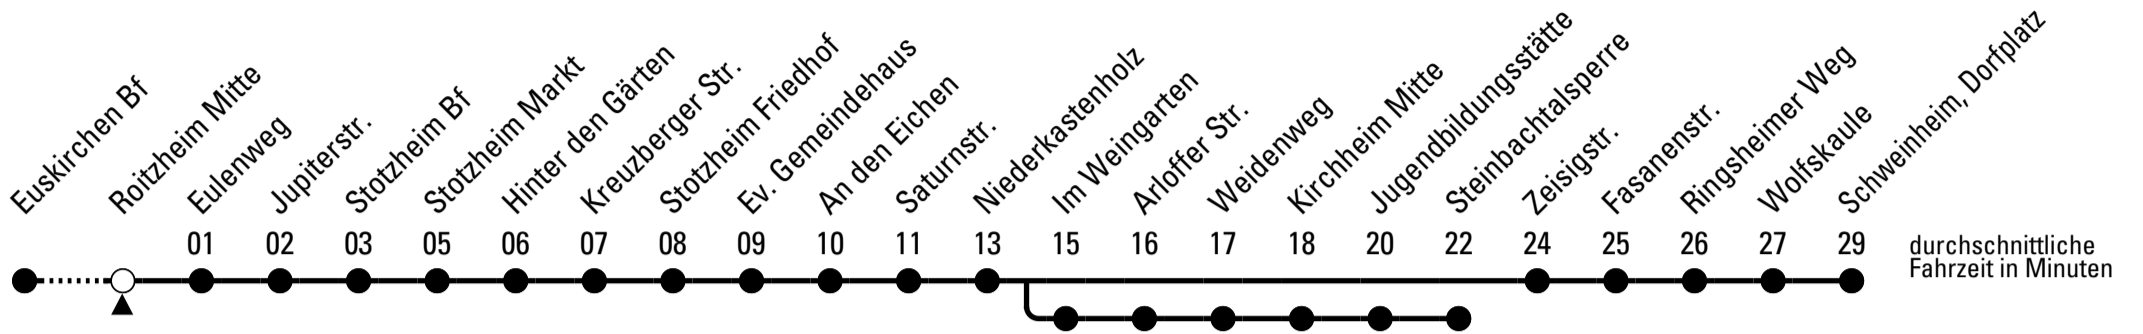 Euskirchen Bf
Roitzheim Mitte
Eulenweg
Jupiterstr.
Stotzheim Bf
Stotzheim Markt
Hinter den Gärten
Kreuzberger Str.
Stotzheim Friedhof
Ev. Gemeindehaus
An den Eichen
Saturnstr.
Niederkastenholz
Im Weingarten
Arloffer Str.
Weidenweg
Kirchheim Mitte
Jugendbildungsstätte
Steinbachtalsperre
Zeisigstr.
Fasanenstr.
Ringsheimer Weg
Wolfskaule
Schweinheim, Dorfplatz
01 02 03 05 06 07 08 09 10 11 13 15 16 17 18 20 22 24 25 26 27 29
durchschnittliche
Fahrzeit in Minuten